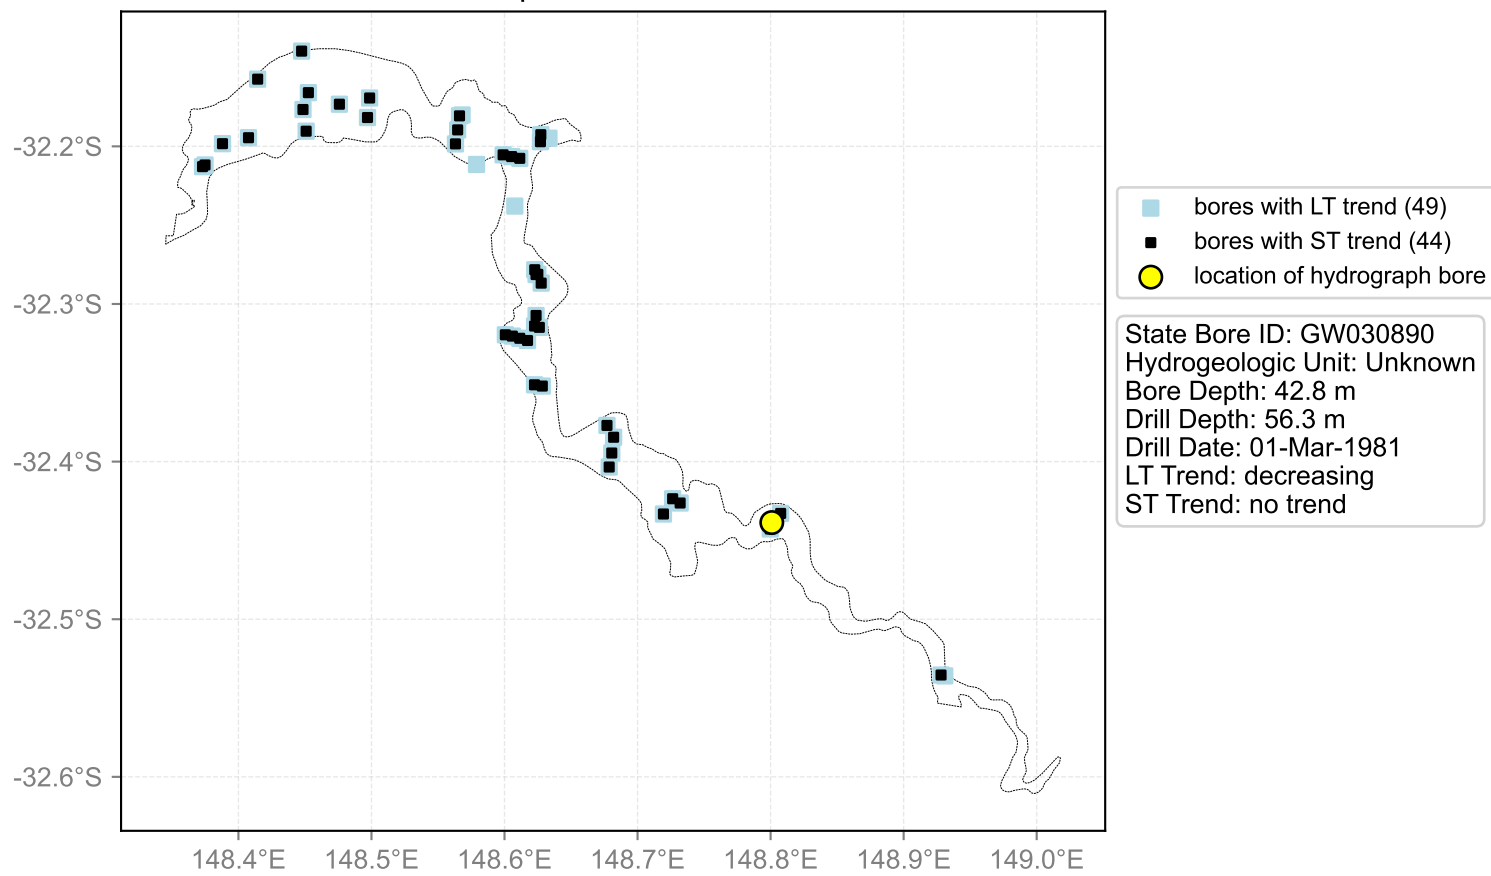 -32.2°S
-32.3°S
-32.4°S
-32.5°S
-32.6°S
148.4°E 148.5°E 148.6°E 148.7°E 148.8°E 148.9°E 149.0°E
bores with LT trend (49)
bores with ST trend (44)
location of hydrograph bore
State Bore ID: GW030890
Hydrogeologic Unit: Unknown
Bore Depth: 42.8 m
Drill Depth: 56.3 m
Drill Date: 01-Mar-1981
LT Trend: decreasing
ST Trend: no trend